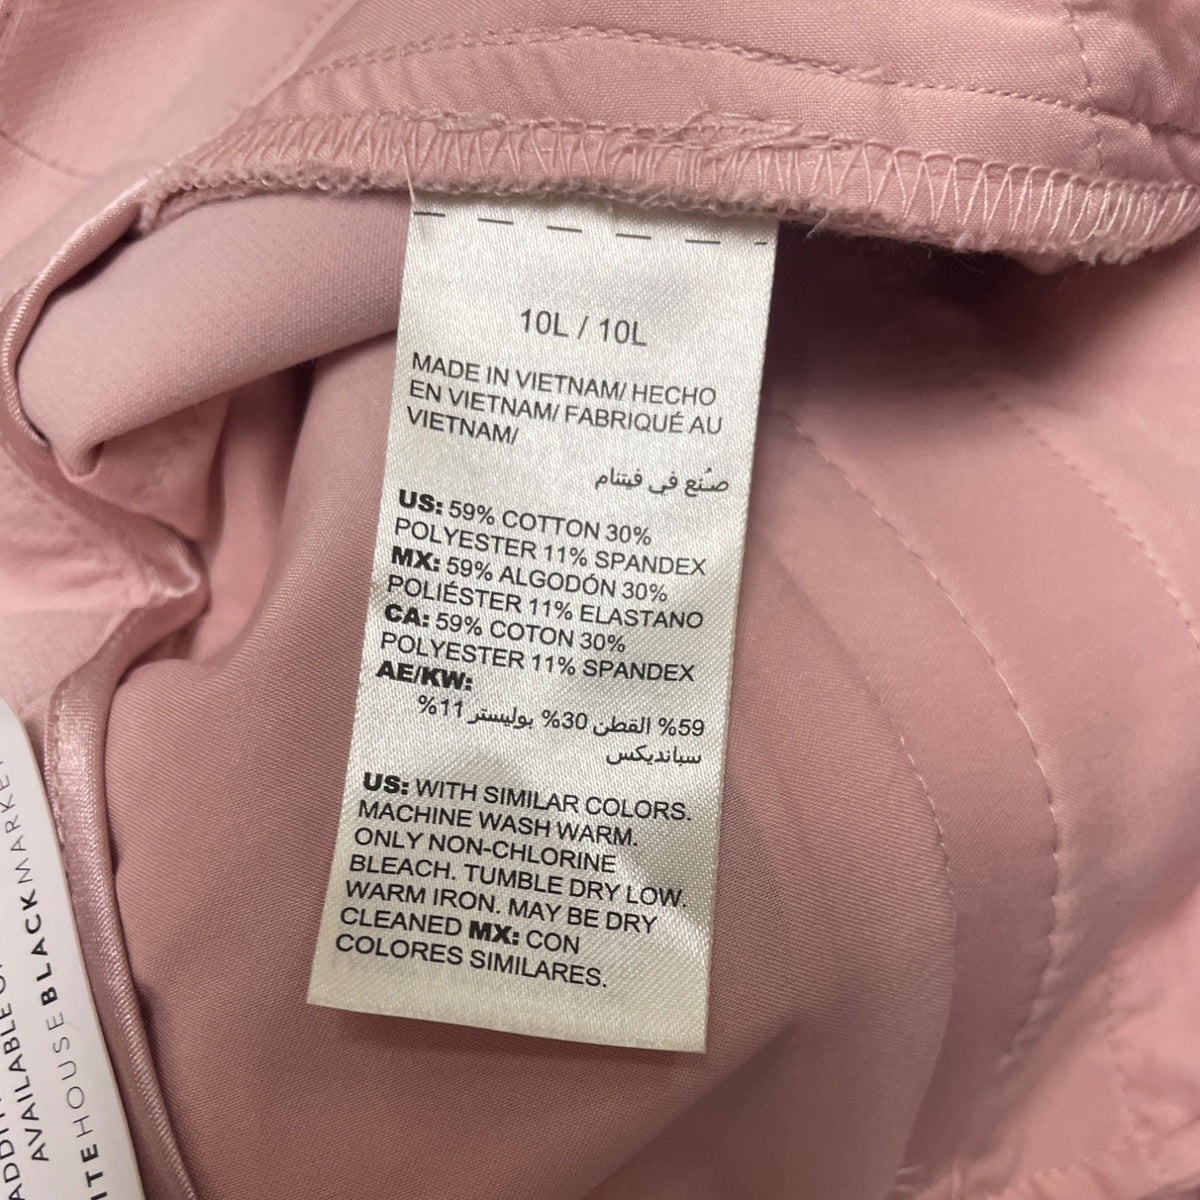 10L / 10L
MADE IN VIETNAM/ HECHO
EN VIETNAM/ FABRIQUÉ AU
VIETNAM/
صُنع في فيتنام
US: 59% COTTON 30%
POLYESTER 11% SPANDEX
MX: 59% ALGODÓN 30%
POLIÉSTER 11% ELASTANO
CA: 59% COTON 30%
POLYESTER 11% SPANDEX
AE/KW:
59% القطن 30% بوليستر 11%
سبانديكس
US: WITH SIMILAR COLORS.
MACHINE WASH WARM.
ONLY NON-CHLORINE
BLEACH. TUMBLE DRY LOW.
WARM IRON. MAY BE DRY
CLEANED MX: CON
COLORES SIMILARES.
AVAILABLE
HOUSEBLACKMARKE